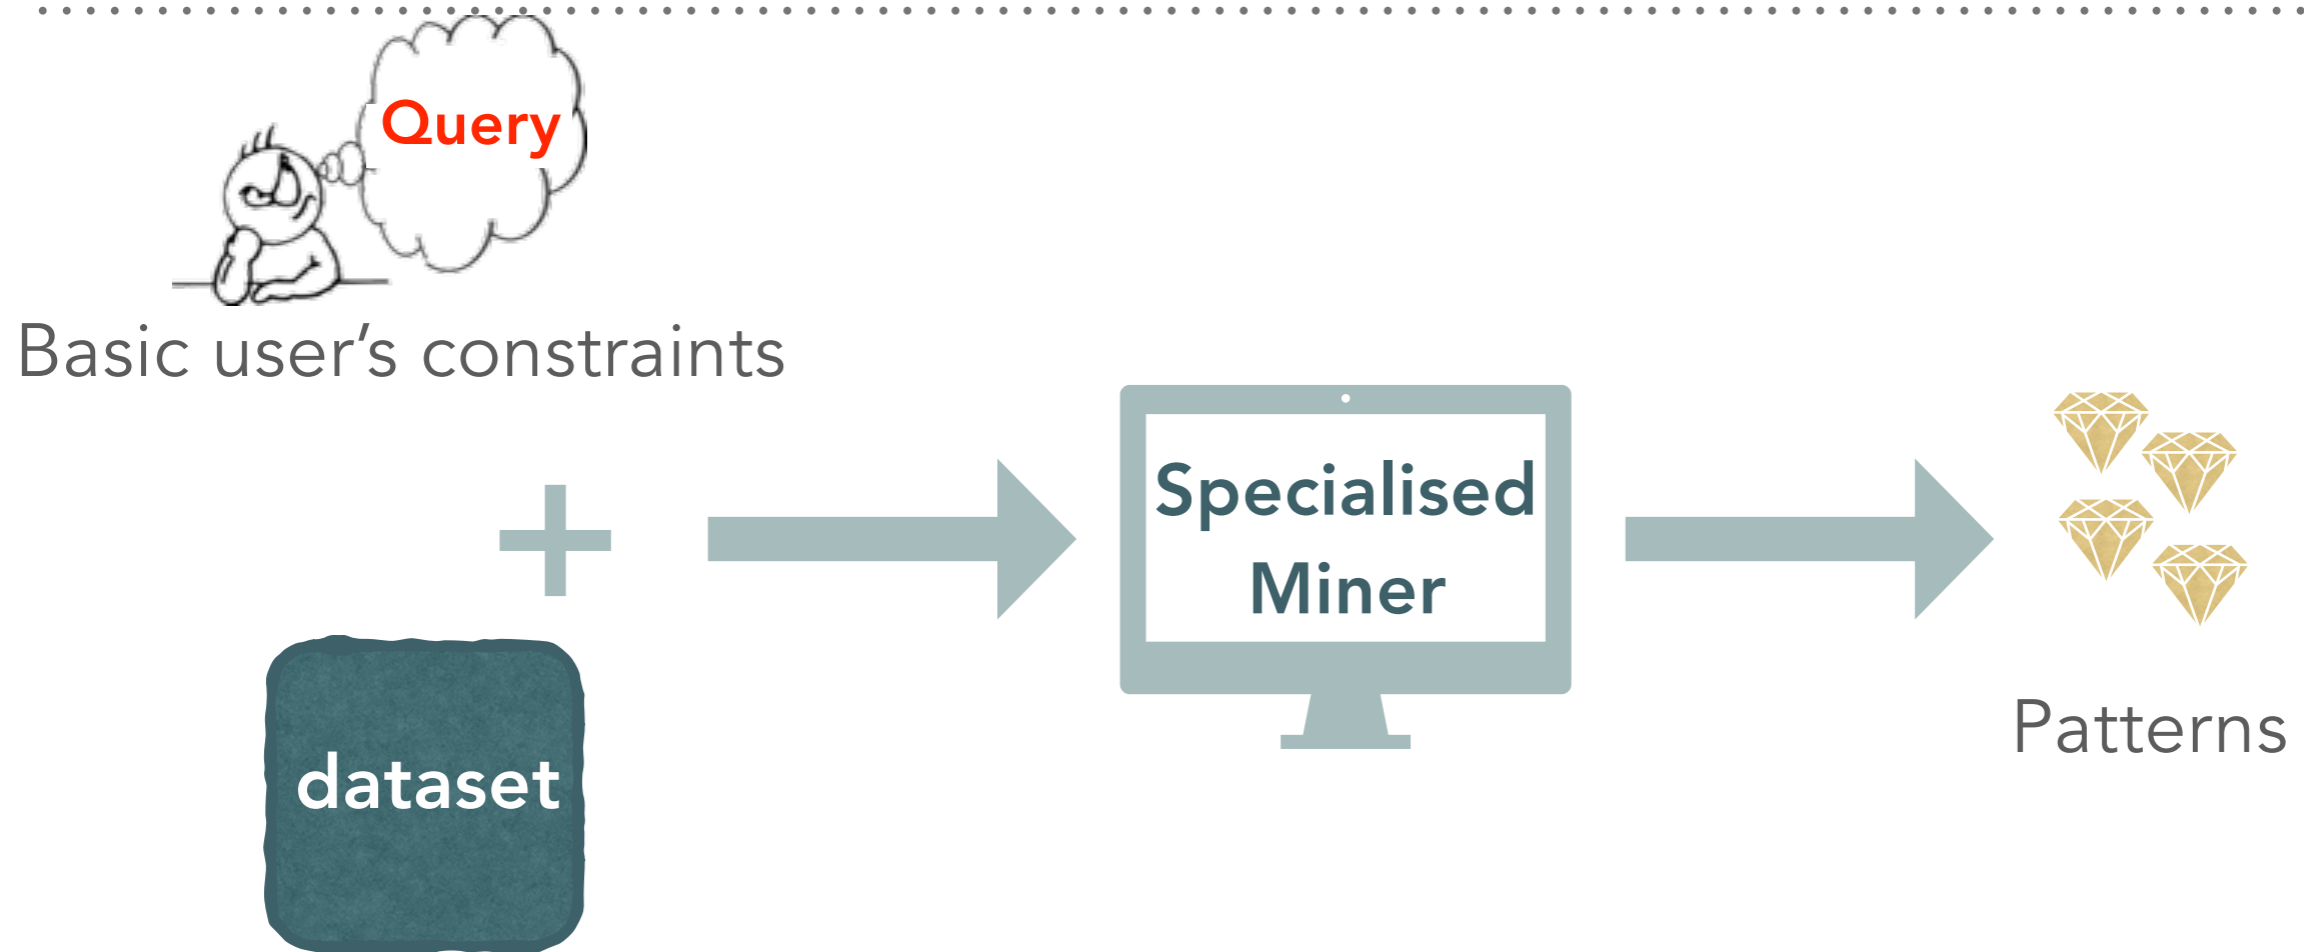 Query
Basic user’s constraints
Specialised
Miner
dataset
Patterns